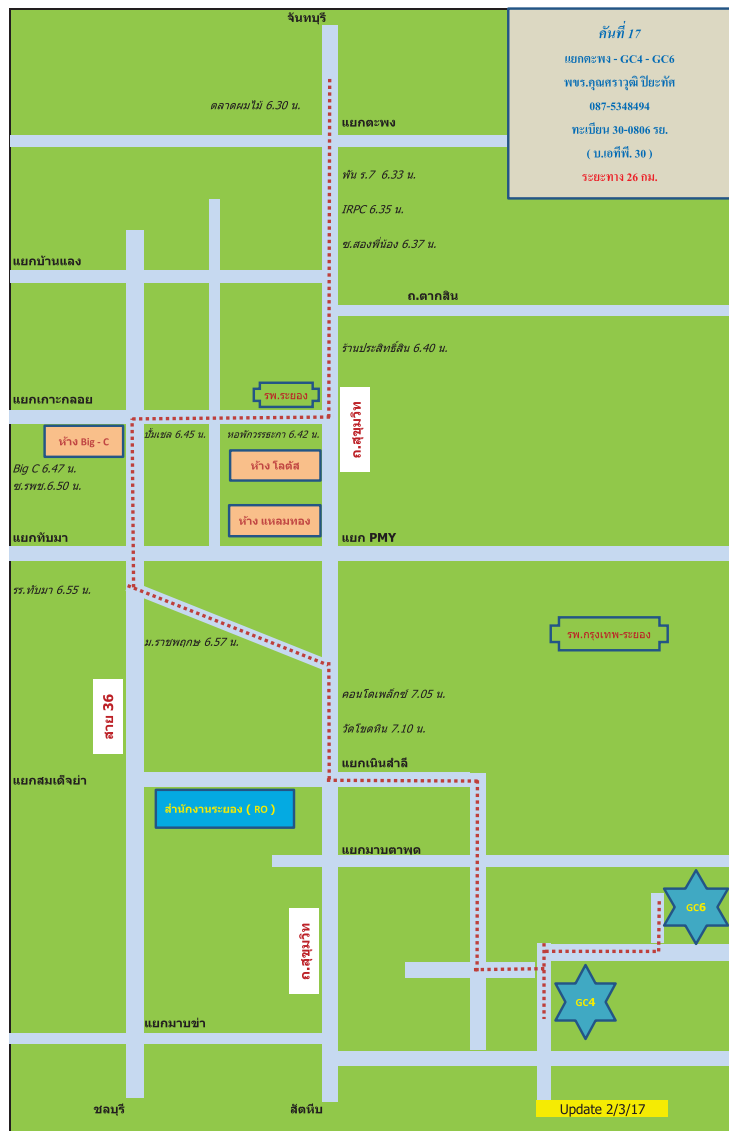 จันทบุรี
คันที่ 17
แยกตะพง - GC4 - GC6
พขร.คุณศราวุฒิ ปิยะทัศ
087-5348494
ทะเบียน 30-0806 รย.
( บ.เอทีพี. 30 )
ระยะทาง 26 กม.
ตลาดผมไม้ 6.30 น.
แยกตะพง
พัน ร.7 6.33 น.
IRPC 6.35 น.
ซ.สองพี่น้อง 6.37 น.
แยกบ้านแลง
ถ.ตากสิน
ร้านประสิทธิ์สิน 6.40 น.
รพ.ระยอง
แยกเกาะกลอย
ถ.สุขุมวิท
ปั้มเชล 6.45 น.
หอพักวรรธะกา 6.42 น.
ห้าง Big - C
Big C 6.47 น.
ซ.รพช.6.50 น.
ห้าง โลตัส
ห้าง แหลมทอง
แยกทับมา
แยก PMY
รร.ทับมา 6.55 น.
ม.ราชพฤกษ 6.57 น.
รพ.กรุงเทพ-ระยอง
สาย 36
คอนโดเพล็กซ์ 7.05 น.
วัดโขดหิน 7.10 น.
แยกเนินสำลี
แยกสมเด็จย่า
สำนักงานระยอง ( RO )
แยกมาบตาพุด
GC6
ถ.สุขุมวิท
GC4
แยกมาบข่า
ชลบุรี
สัตหีบ
Update 2/3/17